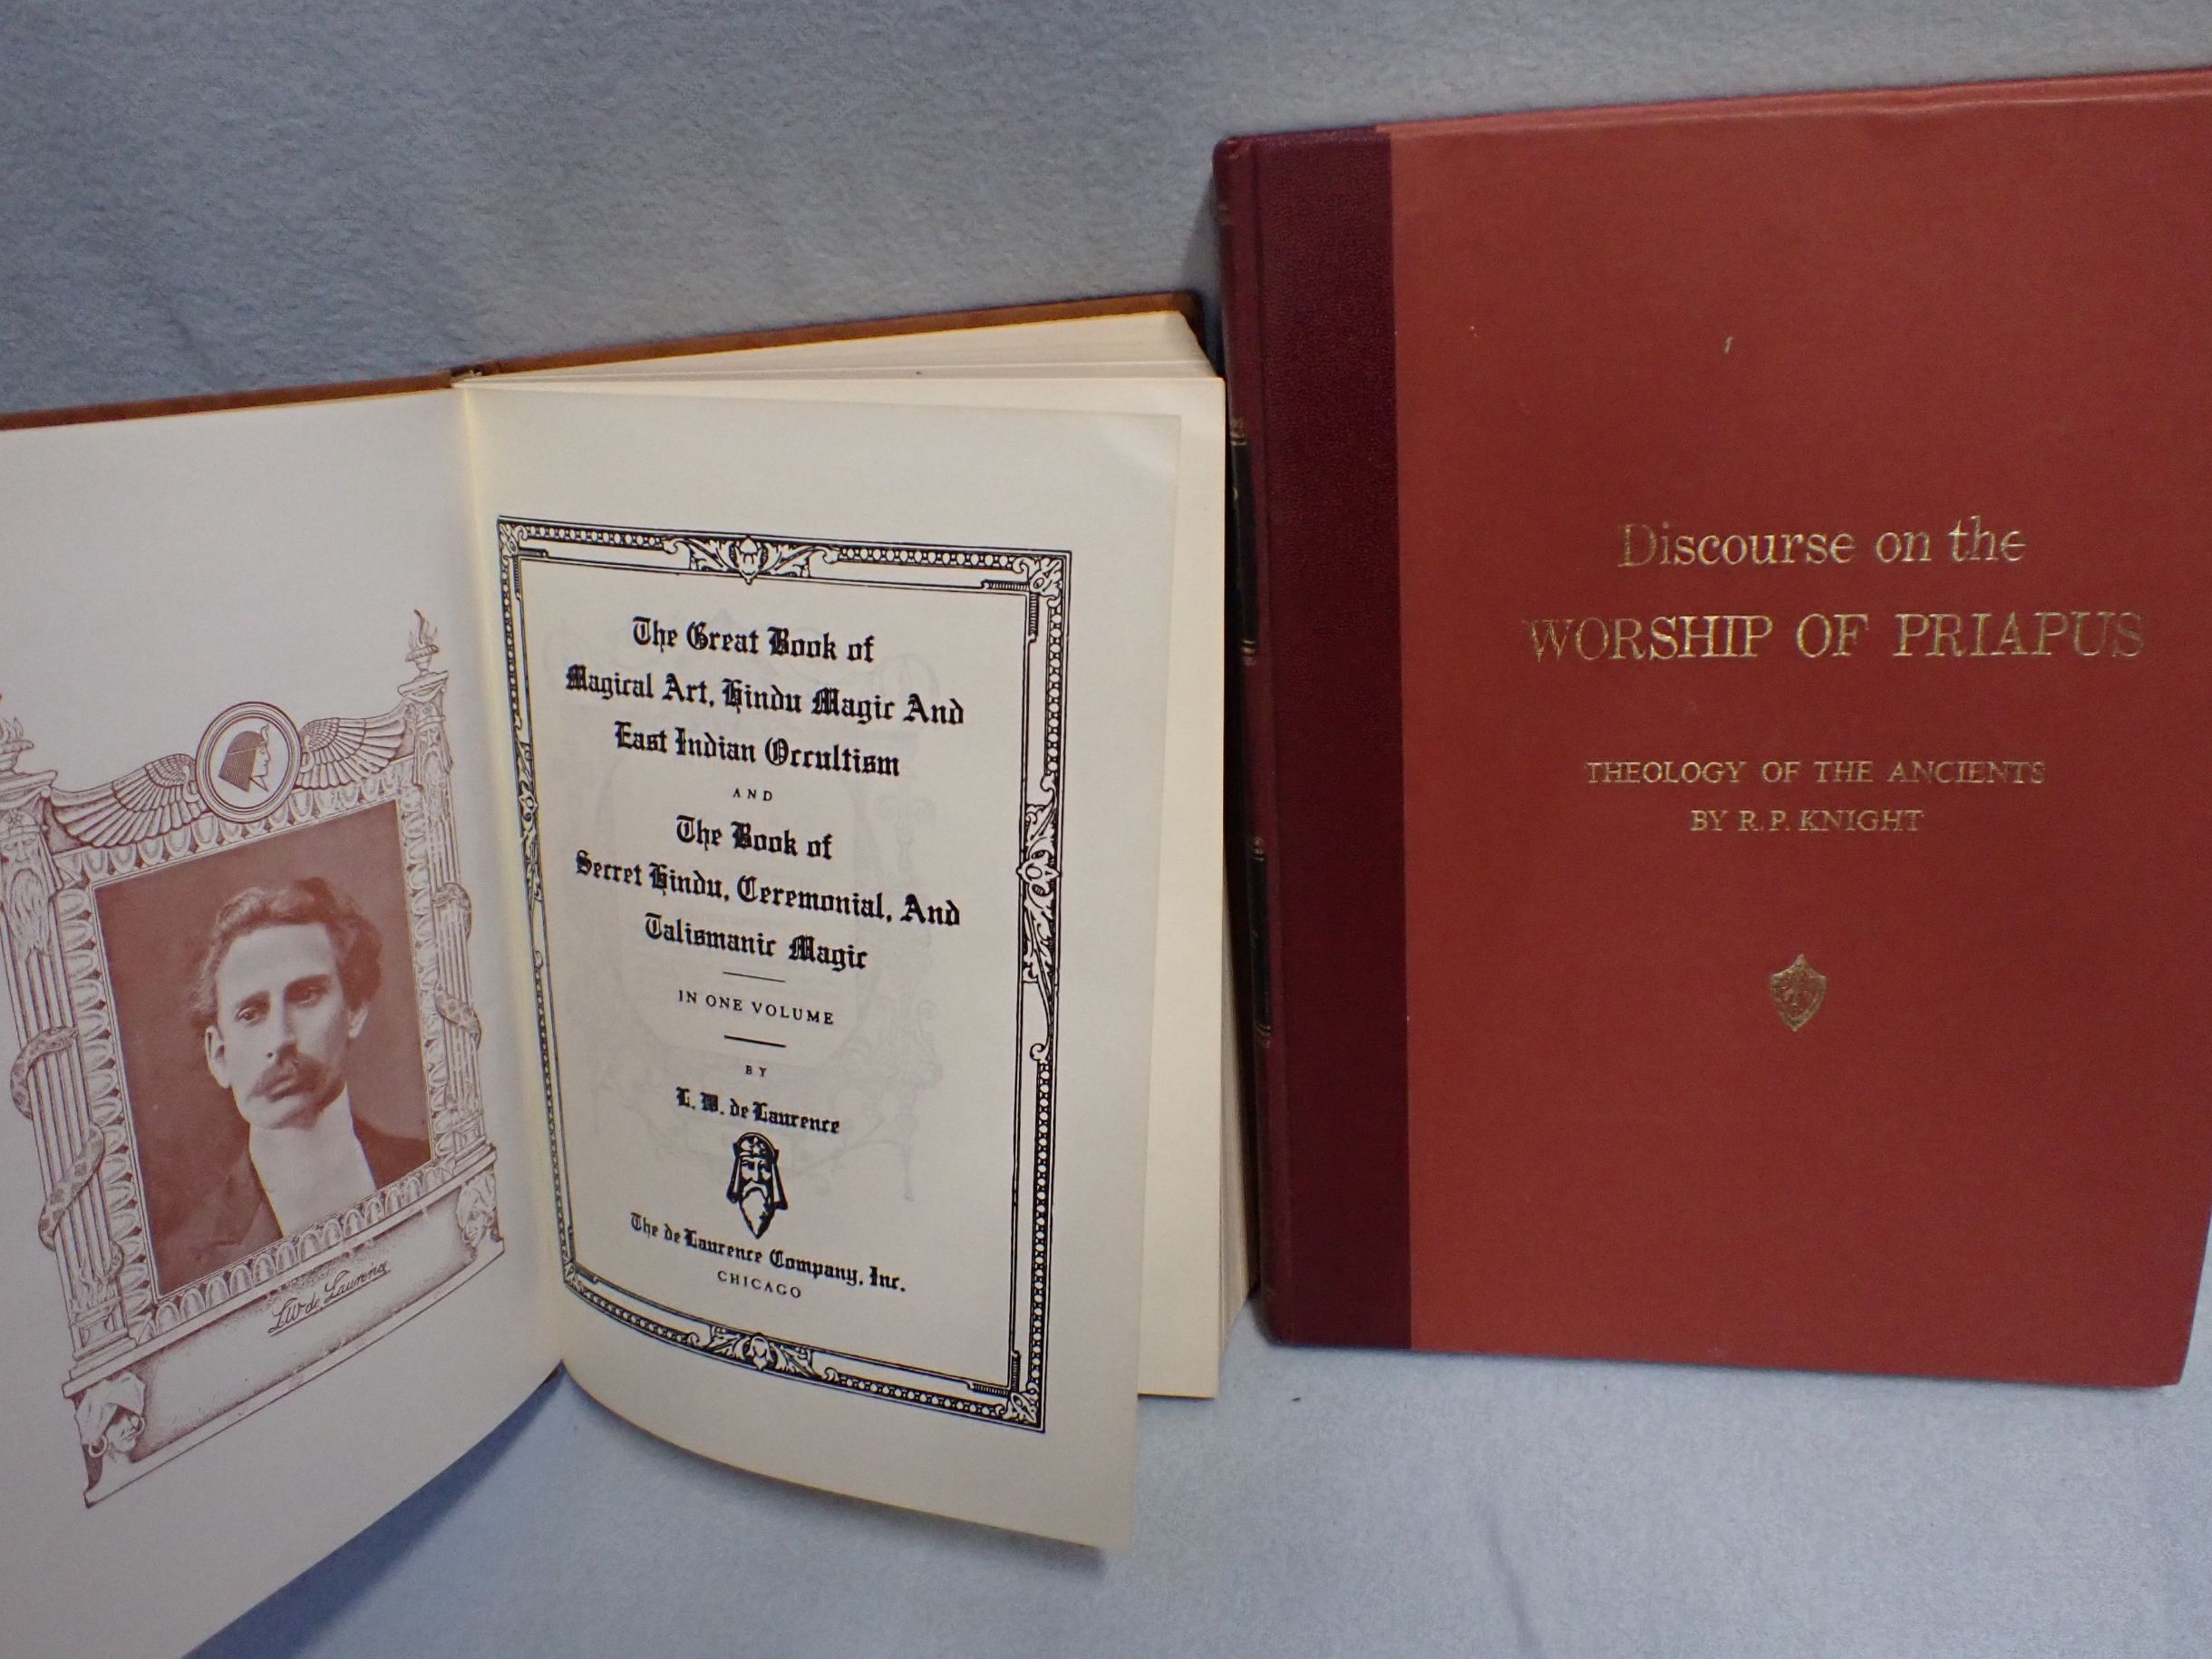 L W de Laurence
The Great Book of
Magical Art, Hindu Magic And
East Indian Occultism
AND
The Book of
Secret Hindu, Ceremonial, And
Talismanic Magic
IN ONE VOLUME
BY
L. W. de Laurence
The de Laurence Company, Inc.
CHICAGO
Discourse on the
WORSHIP OF PRIAPUS
THEOLOGY OF THE ANCIENTS
BY R. P. KNIGHT